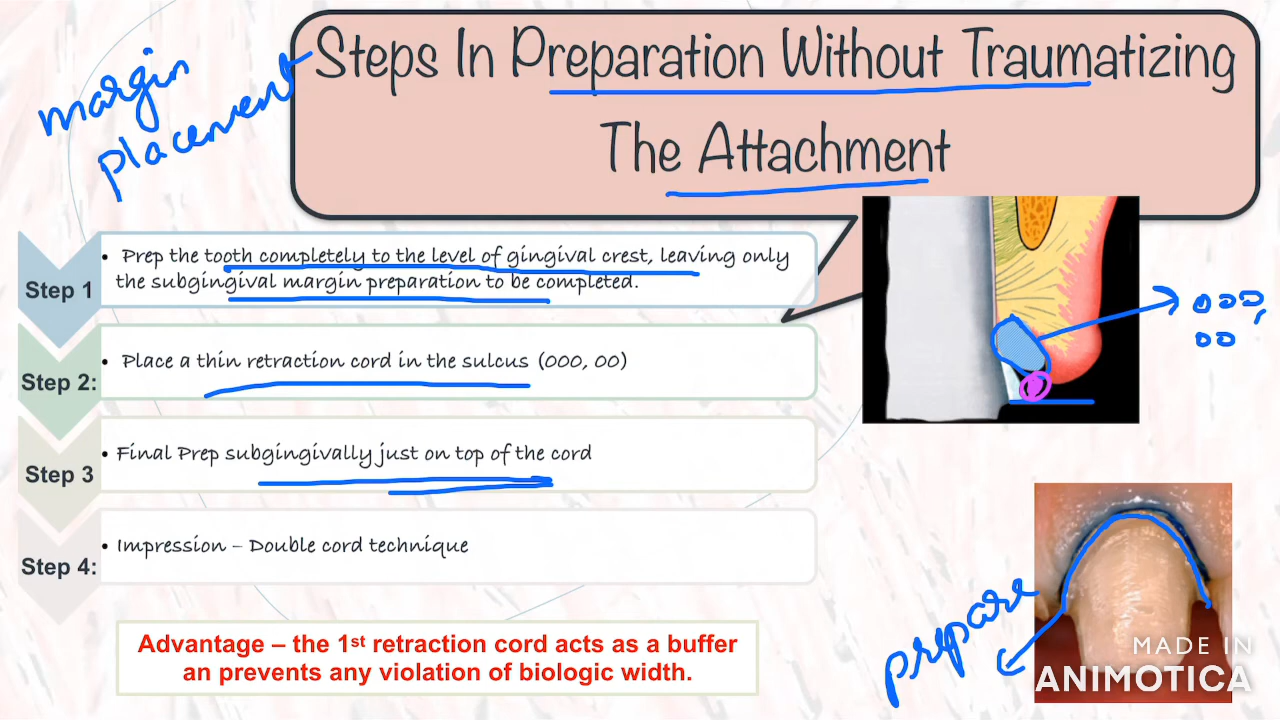 margin
placement
Steps In Preparation Without Traumatizing
The Attachment
Step 1
• Prep the tooth completely to the level of gingival crest, leaving only
the subgingival margin preparation to be completed.
Step 2:
• Place a thin retraction cord in the sulcus (000, 00)
Step 3
• Final Prep subgingivally just on top of the cord
Step 4:
• Impression – Double cord technique
Advantage – the 1st retraction cord acts as a buffer
an prevents any violation of biologic width.
000,
00
prepare
MADE IN
ANIMOTICA